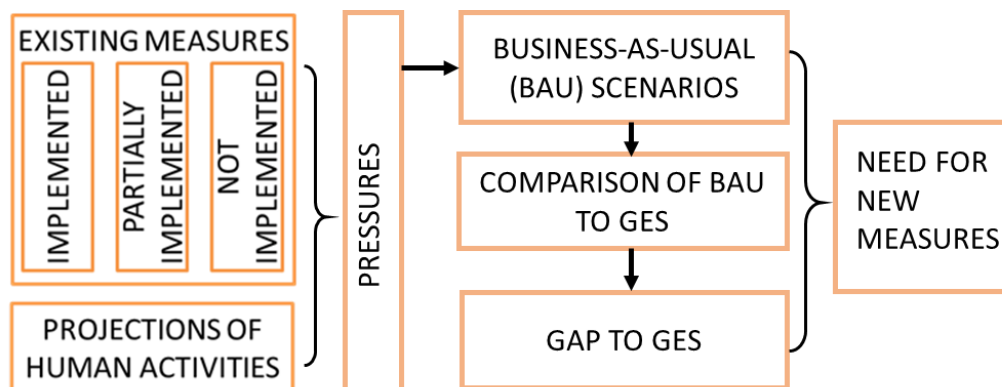 EXISTING MEASURES
IMPLEMENTED
PARTIALLY
IMPLEMENTED
NOT
IMPLEMENTED
PROJECTIONS OF
HUMAN ACTIVITIES
PRESSURES
BUSINESS-AS-USUAL
(BAU) SCENARIOS
COMPARISON OF BAU
TO GES
GAP TO GES
NEED FOR
NEW
MEASURES